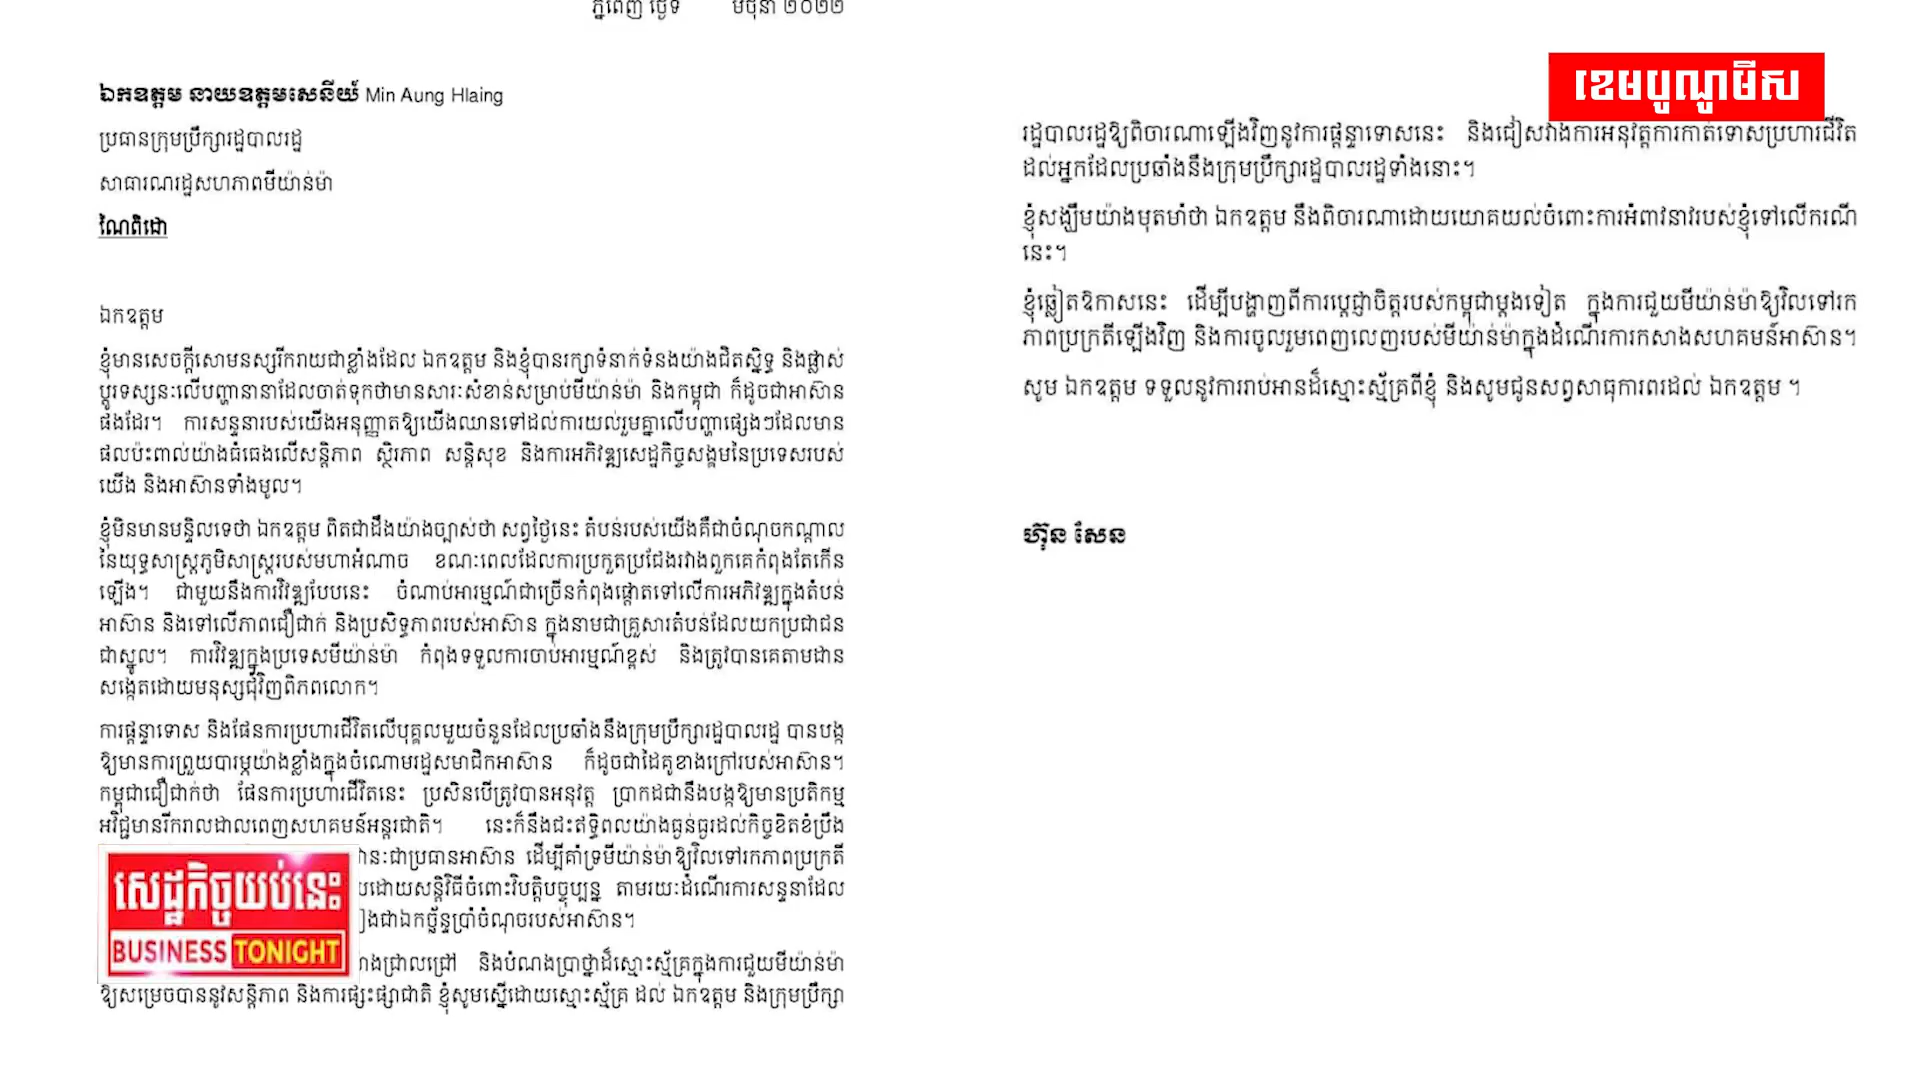 ភ្នំពេញ ថ្ងៃទី មិថុនា ២០២២
ឯកឧត្តម នាយឧត្តមសេនីយ៍ Min Aung Hlaing
ប្រធានក្រុមប្រឹក្សារដ្ឋបាលរដ្ឋ
សាធារណរដ្ឋសហភាពមីយ៉ាន់ម៉ា
ណៃពិដោ
ឯកឧត្តម
ខ្ញុំមានសេចក្តីសោមនស្សរីករាយជាខ្លាំងដែល ឯកឧត្តម និងខ្ញុំបានរក្សាទំនាក់ទំនងយ៉ាងជិតស្និទ្ធ និងផ្លាស់
ប្តូរទស្សនៈលើបញ្ហានានាដែលចាត់ទុកថាមានសារៈសំខាន់សម្រាប់មីយ៉ាន់ម៉ា និងកម្ពុជា ក៏ដូចជាអាស៊ាន
ផងដែរ។ ការសន្ទនារបស់យើងអនុញ្ញាតឱ្យយើងឈានទៅដល់ការយល់រួមគ្នាលើបញ្ហាផ្សេងៗដែលមាន
ផលប៉ះពាល់យ៉ាងធំធេងលើសន្តិភាព ស្ថិរភាព សន្តិសុខ និងការអភិវឌ្ឍសេដ្ឋកិច្ចសង្គមនៃប្រទេសរបស់
យើង និងអាស៊ានទាំងមូល។
ខ្ញុំមិនមានមន្ទិលទេថា ឯកឧត្តម ពិតជាដឹងយ៉ាងច្បាស់ថា សព្វថ្ងៃនេះ តំបន់របស់យើងគឺជាចំណុចកណ្តាល
នៃយុទ្ធសាស្ត្រភូមិសាស្ត្ររបស់មហាអំណាច ខណៈពេលដែលការប្រកួតប្រជែងរវាងពួកគេកំពុងតែកើន
ឡើង។ ជាមួយនឹងការវិវឌ្ឍបែបនេះ ចំណាប់អារម្មណ៍ជាច្រើនកំពុងផ្តោតទៅលើការអភិវឌ្ឍក្នុងតំបន់
អាស៊ាន និងទៅលើភាពជឿជាក់ និងប្រសិទ្ធភាពរបស់អាស៊ាន ក្នុងនាមជាគ្រួសារតំបន់ដែលយកប្រជាជន
ជាស្នូល។ ការវិវឌ្ឍក្នុងប្រទេសមីយ៉ាន់ម៉ា កំពុងទទួលការចាប់អារម្មណ៍ខ្ពស់ និងត្រូវបានគេតាមដាន
សង្កេតដោយមនុស្សជុំវិញពិភពលោក។
ការផ្តន្ទាទោស និងផែនការប្រហារជីវិតលើបុគ្គលមួយចំនួនដែលប្រឆាំងនឹងក្រុមប្រឹក្សារដ្ឋបាលរដ្ឋ បានបង្ក
ឱ្យមានការព្រួយបារម្ភយ៉ាងខ្លាំងក្នុងចំណោមរដ្ឋសមាជិកអាស៊ាន ក៏ដូចជាដៃគូខាងក្រៅរបស់អាស៊ាន។
កម្ពុជាជឿជាក់ថា ផែនការប្រហារជីវិតនេះ ប្រសិនបើត្រូវបានអនុវត្ត ប្រាកដជានឹងបង្កឱ្យមានប្រតិកម្ម
អវិជ្ជមានរីករាលដាលពេញសហគមន៍អន្តរជាតិ។ នេះក៏នឹងជះឥទ្ធិពលយ៉ាងធ្ងន់ធ្ងរដល់កិច្ចខិតខំប្រឹង
ជាប្រធានអាស៊ាន ដើម្បីគាំទ្រមីយ៉ាន់ម៉ាឱ្យវិលទៅរកភាពប្រក្រតី
ដោយសន្តិវិធីចំពោះវិបត្តិបច្ចុប្បន្ន តាមរយៈដំណើរការសន្ទនាដែល
ជាឯកច្ឆ័ន្ទប្រាំចំណុចរបស់អាស៊ាន។
ជ្រាលជ្រៅ និងបំណងប្រាថ្នាដ៏ស្មោះស្ម័គ្រក្នុងការជួយមីយ៉ាន់ម៉ា
ឱ្យសម្រេចបាននូវសន្តិភាព និងការផ្សះផ្សាជាតិ ខ្ញុំសូមស្នើដោយស្មោះស្ម័គ្រ ដល់ ឯកឧត្តម និងក្រុមប្រឹក្សា
សេដ្ឋកិច្ចយប់នេះ
BUSINESS TONIGHT
ខេមបូណូមីស
រដ្ឋបាលរដ្ឋឱ្យពិចារណាឡើងវិញនូវការផ្តន្ទាទោសនេះ និងជៀសវាងការអនុវត្តការកាត់ទោសប្រហារជីវិត
ដល់អ្នកដែលប្រឆាំងនឹងក្រុមប្រឹក្សារដ្ឋបាលរដ្ឋទាំងនោះ។
ខ្ញុំសង្ឃឹមយ៉ាងមុតមាំថា ឯកឧត្តម នឹងពិចារណាដោយយោគយល់ចំពោះការអំពាវនាវរបស់ខ្ញុំទៅលើករណី
នេះ។
ខ្ញុំឆ្លៀតឱកាសនេះ ដើម្បីបង្ហាញពីការប្តេជ្ញាចិត្តរបស់កម្ពុជាម្តងទៀត ក្នុងការជួយមីយ៉ាន់ម៉ាឱ្យវិលទៅរក
ភាពប្រក្រតីឡើងវិញ និងការចូលរួមពេញលេញរបស់មីយ៉ាន់ម៉ាក្នុងដំណើរការកសាងសហគមន៍អាស៊ាន។
សូម ឯកឧត្តម ទទួលនូវការរាប់អានដ៏ស្មោះស្ម័គ្រពីខ្ញុំ និងសូមជូនសព្វសាធុការពរដល់ ឯកឧត្តម ។
ហ៊ុន សែន